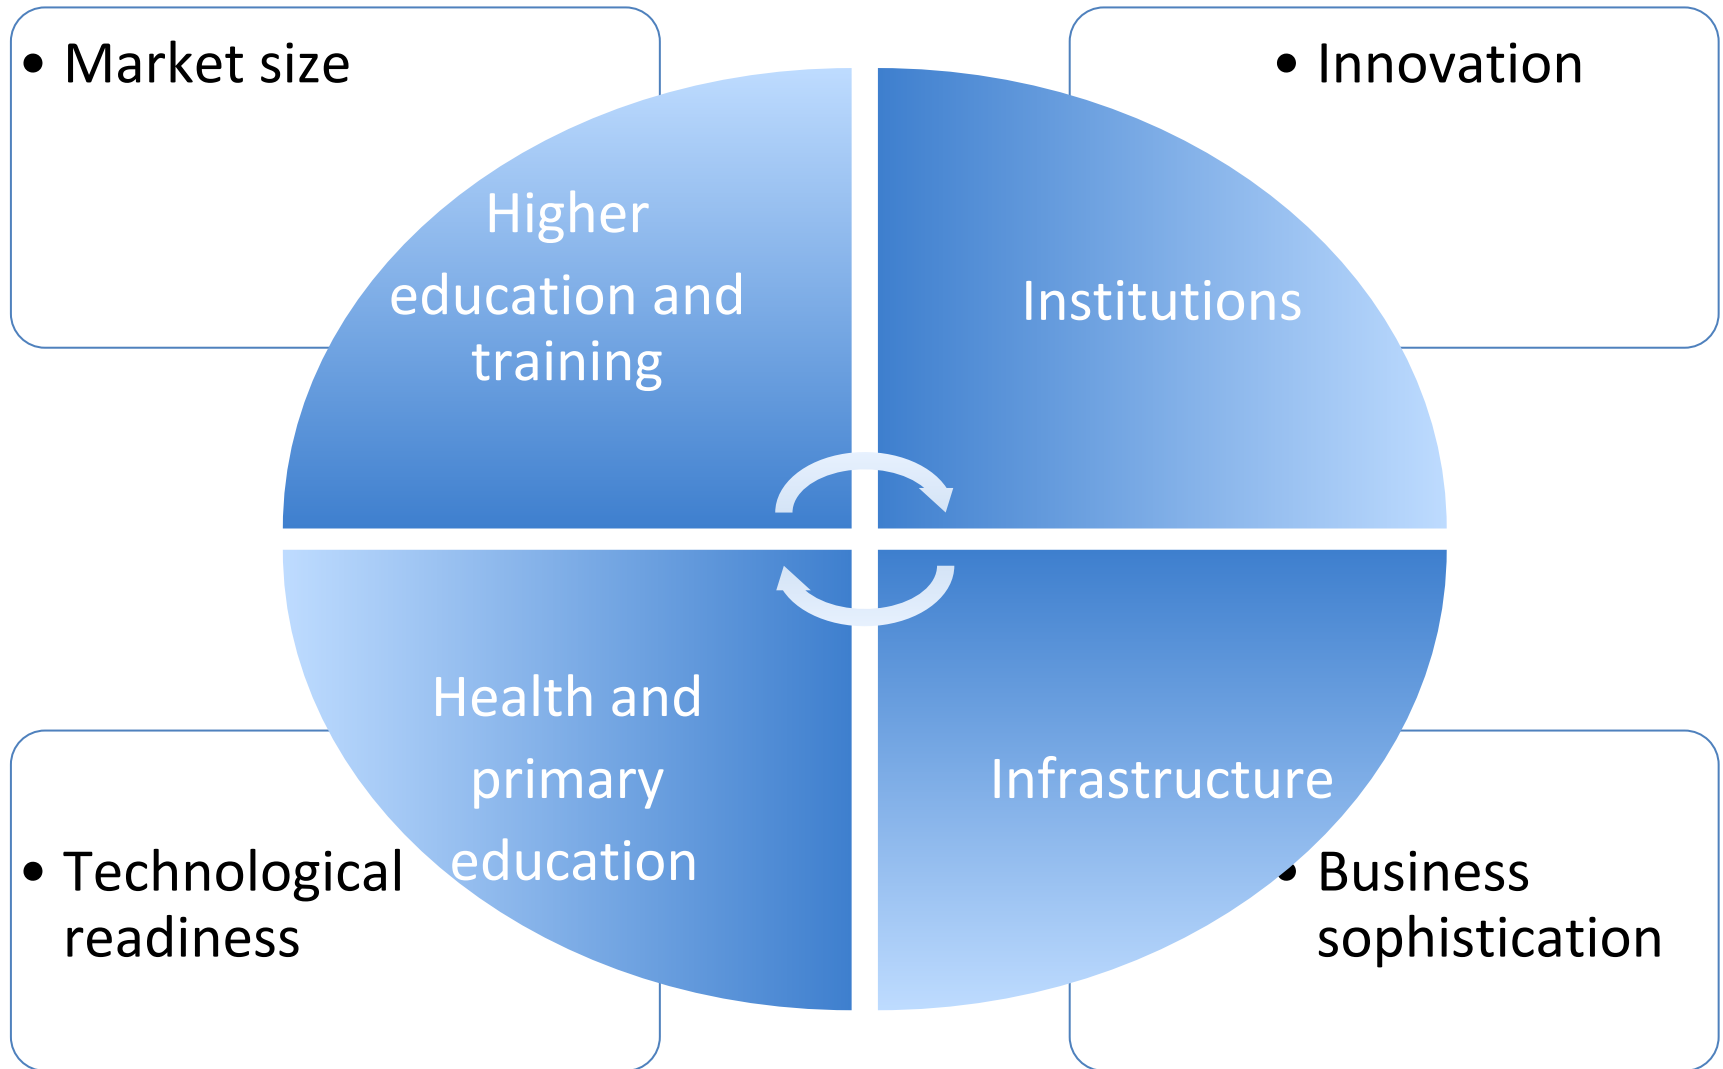 • Market size
• Innovation
Higher
education and
training
Institutions
Health and
primary
education
Infrastructure
• Technological
readiness
• Business
sophistication